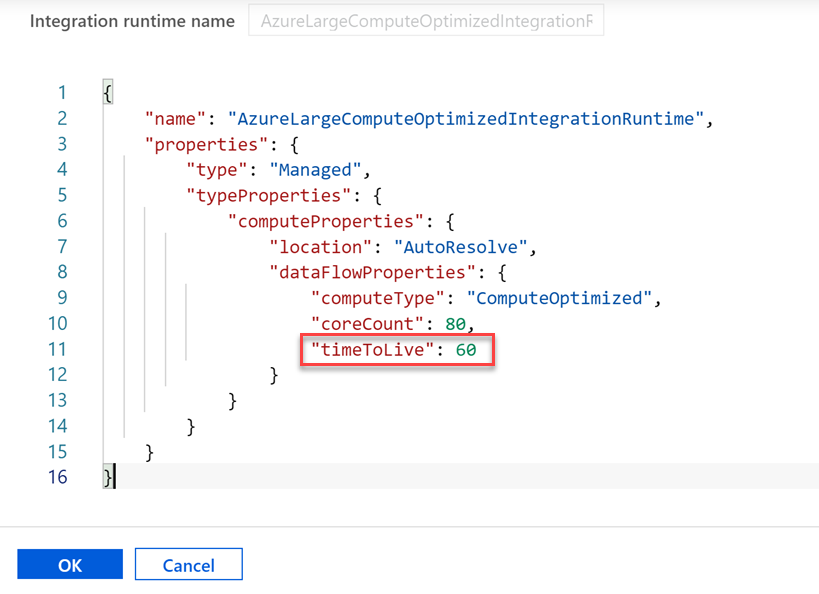 Integration runtime name AzureLargeComputeOptimizedIntegrationR
1 {
2 "name": "AzureLargeComputeOptimizedIntegrationRuntime",
3 "properties": {
4 "type": "Managed",
5 "typeProperties": {
6 "computeProperties": {
7 "location": "AutoResolve",
8 "dataFlowProperties": {
9 "computeType": "ComputeOptimized",
10 "coreCount": 80,
11 "timeToLive": 60
12 }
13 }
14 }
15 }
16 }
OK Cancel